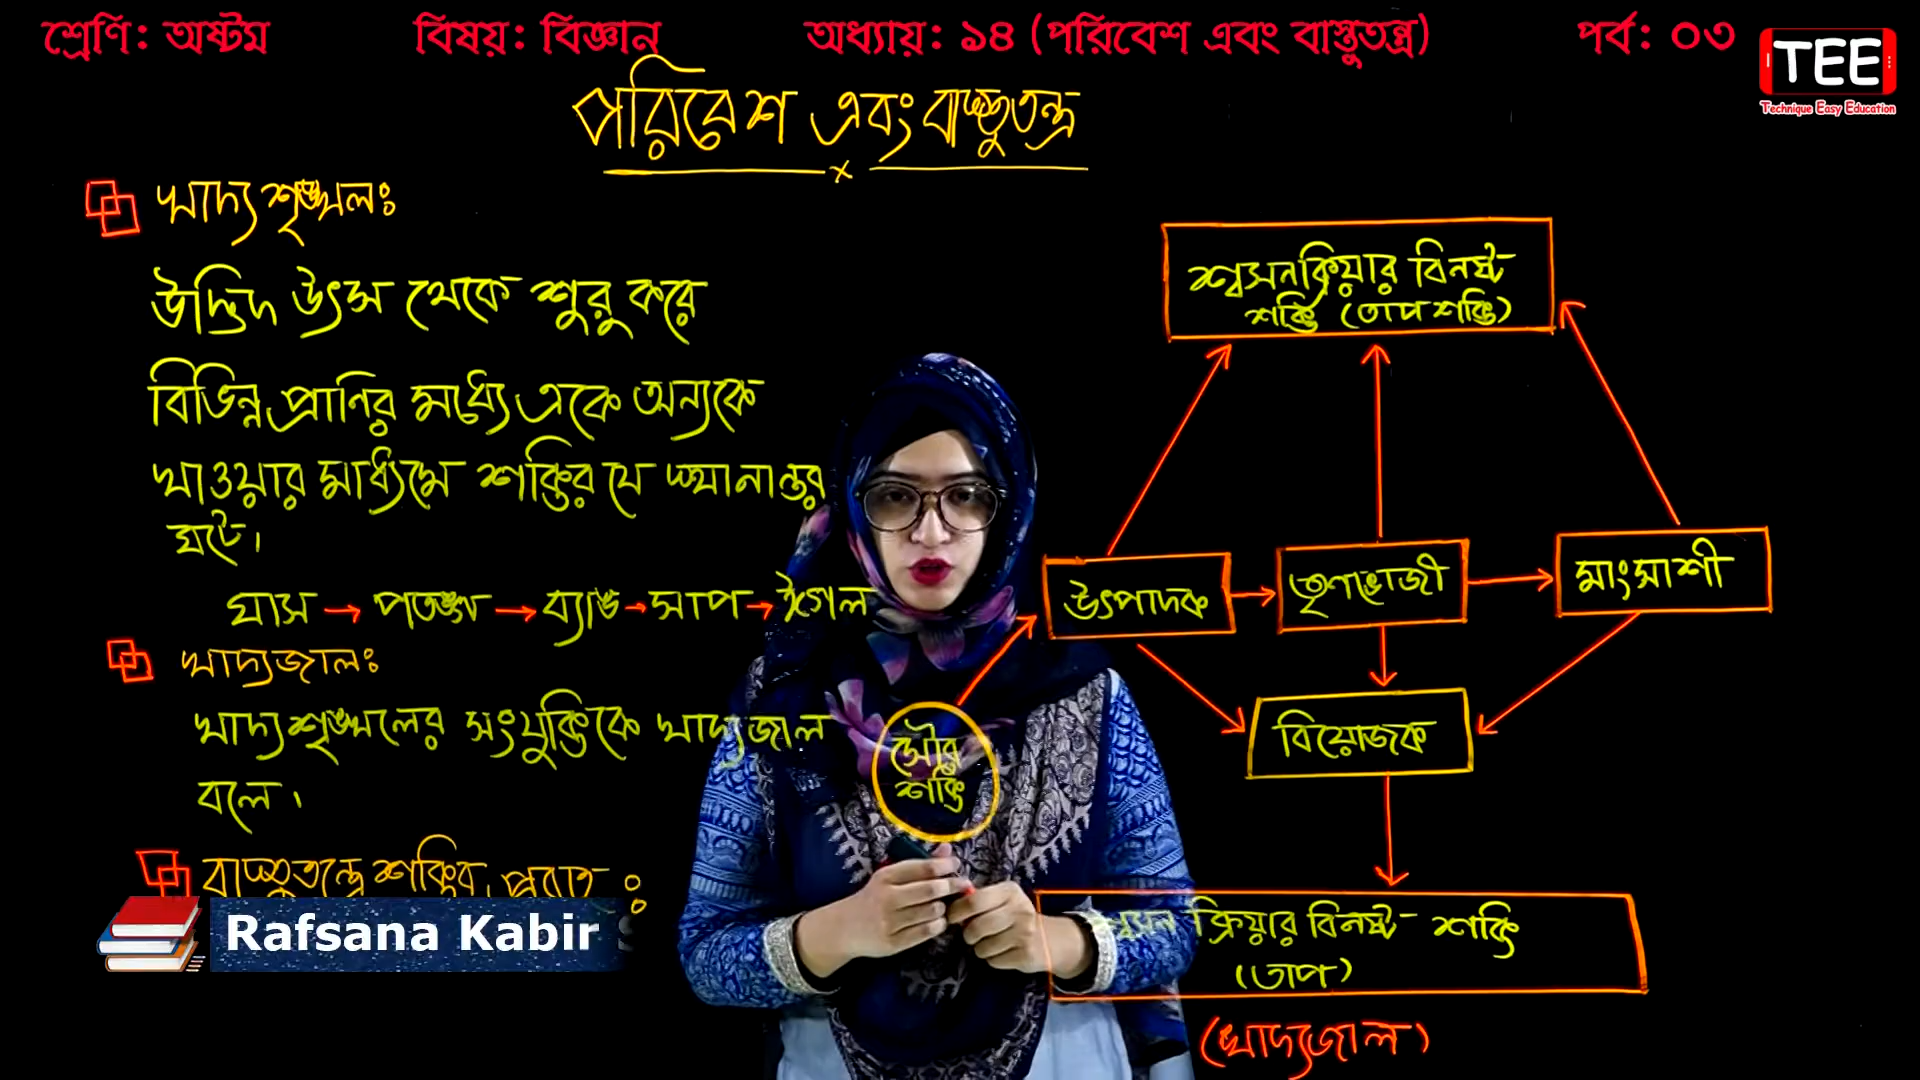 শ্রেণি: অষ্টম বিষয়: বিজ্ঞান অধ্যায়: ১৪ (পরিবেশ এবং বাস্তুতন্ত্র) পর্ব: ০৩
TEE
Technique Easy Education
পরিবেশ এবং বাস্তুতন্ত্র
খাদ্য শৃঙ্খলঃ
উদ্ভিদ উৎস থেকে শুরু করে
বিভিন্ন প্রানির মধ্যে একে অন্যকে
খাওয়ার মাধ্যমে শক্তির যে স্থানান্তর
ঘটে।
ঘাস → পতঙ্গ → ব্যাঙ → সাপ → ঈগল
খাদ্যজালঃ
খাদ্যশৃঙ্খলের সংযুক্তিকে খাদ্যজাল
বলে।
বাস্তুতন্ত্রে শক্তির প্রবাহ :
Rafsana Kabir
শ্বসনক্রিয়ার বিনষ্ট
শক্তি (তাপ শক্তি)
উৎপাদক
তৃণভোজী
মাংসাশী
সৌর
শক্তি
বিয়োজক
শ্বসন ক্রিয়ার বিনষ্ট শক্তি
(তাপ)
(খাদ্যজাল)